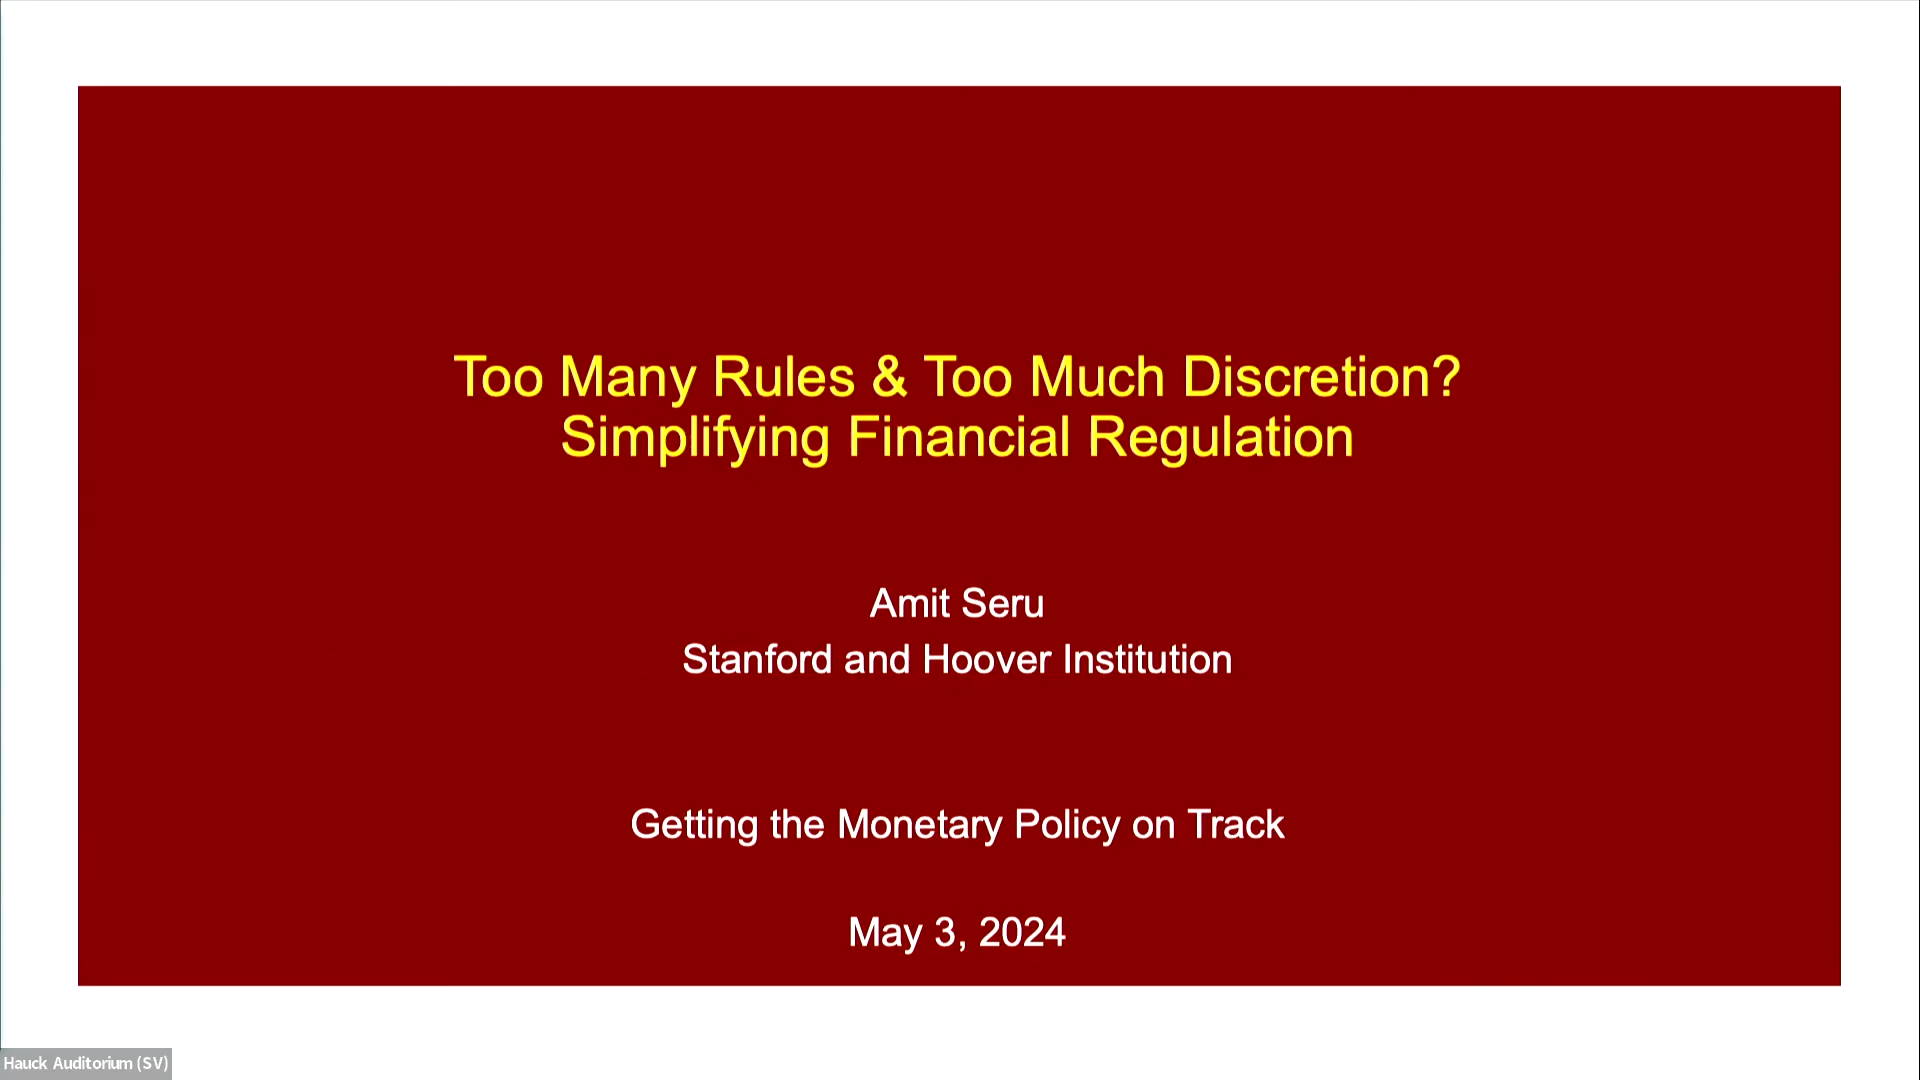 Too Many Rules & Too Much Discretion?
Simplifying Financial Regulation
Amit Seru
Stanford and Hoover Institution
Getting the Monetary Policy on Track
May 3, 2024
Hauck Auditorium (SV)